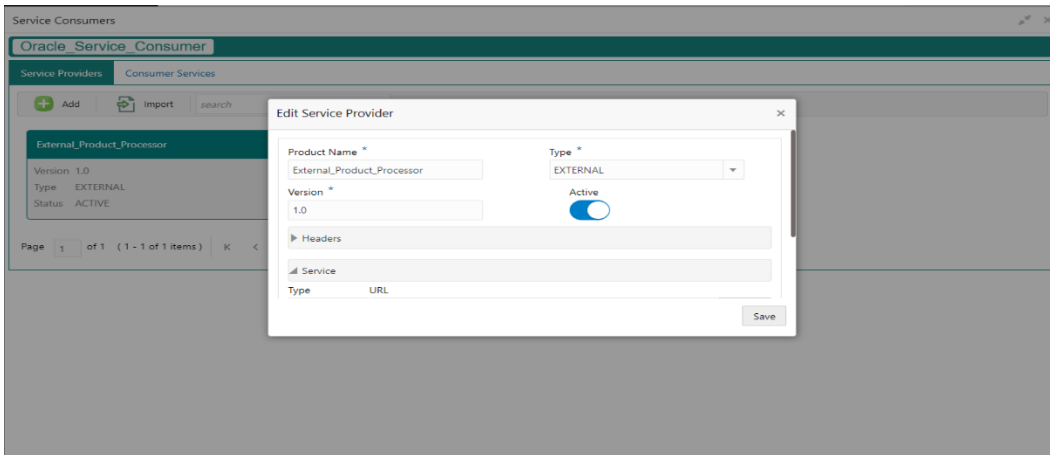 Service Consumers
Oracle_Service_Consumer
Service Providers Consumer Services
Add Import search
External_Product_Processor
Version 1.0
Type EXTERNAL
Status ACTIVE
Page 1 of 1 (1 - 1 of 1 items) K <
Edit Service Provider ×
Product Name * Type *
External_Product_Processor EXTERNAL
Version * Active
1.0
Headers
Service
Type URL
Save